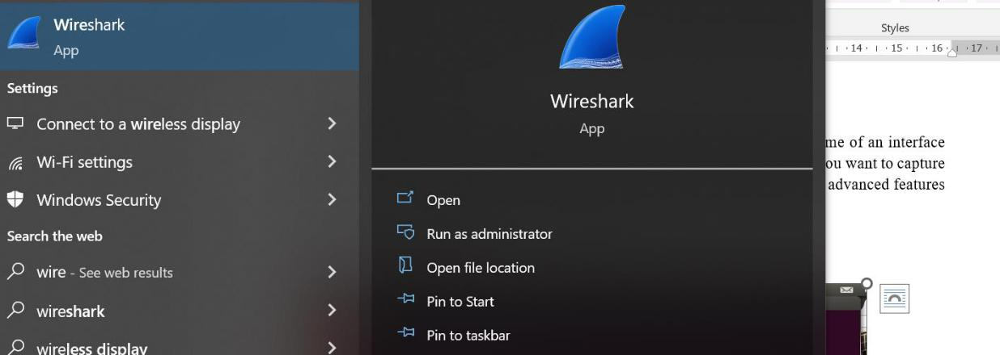 Wireshark
App
Settings
Connect to a wireless display
Wi-Fi settings
Windows Security
Search the web
wire - See web results
wireshark
wireless display
Wireshark
App
Open
Run as administrator
Open file location
Pin to Start
Pin to taskbar
Styles
14 15 16 17
me of an interface
ou want to capture
advanced features